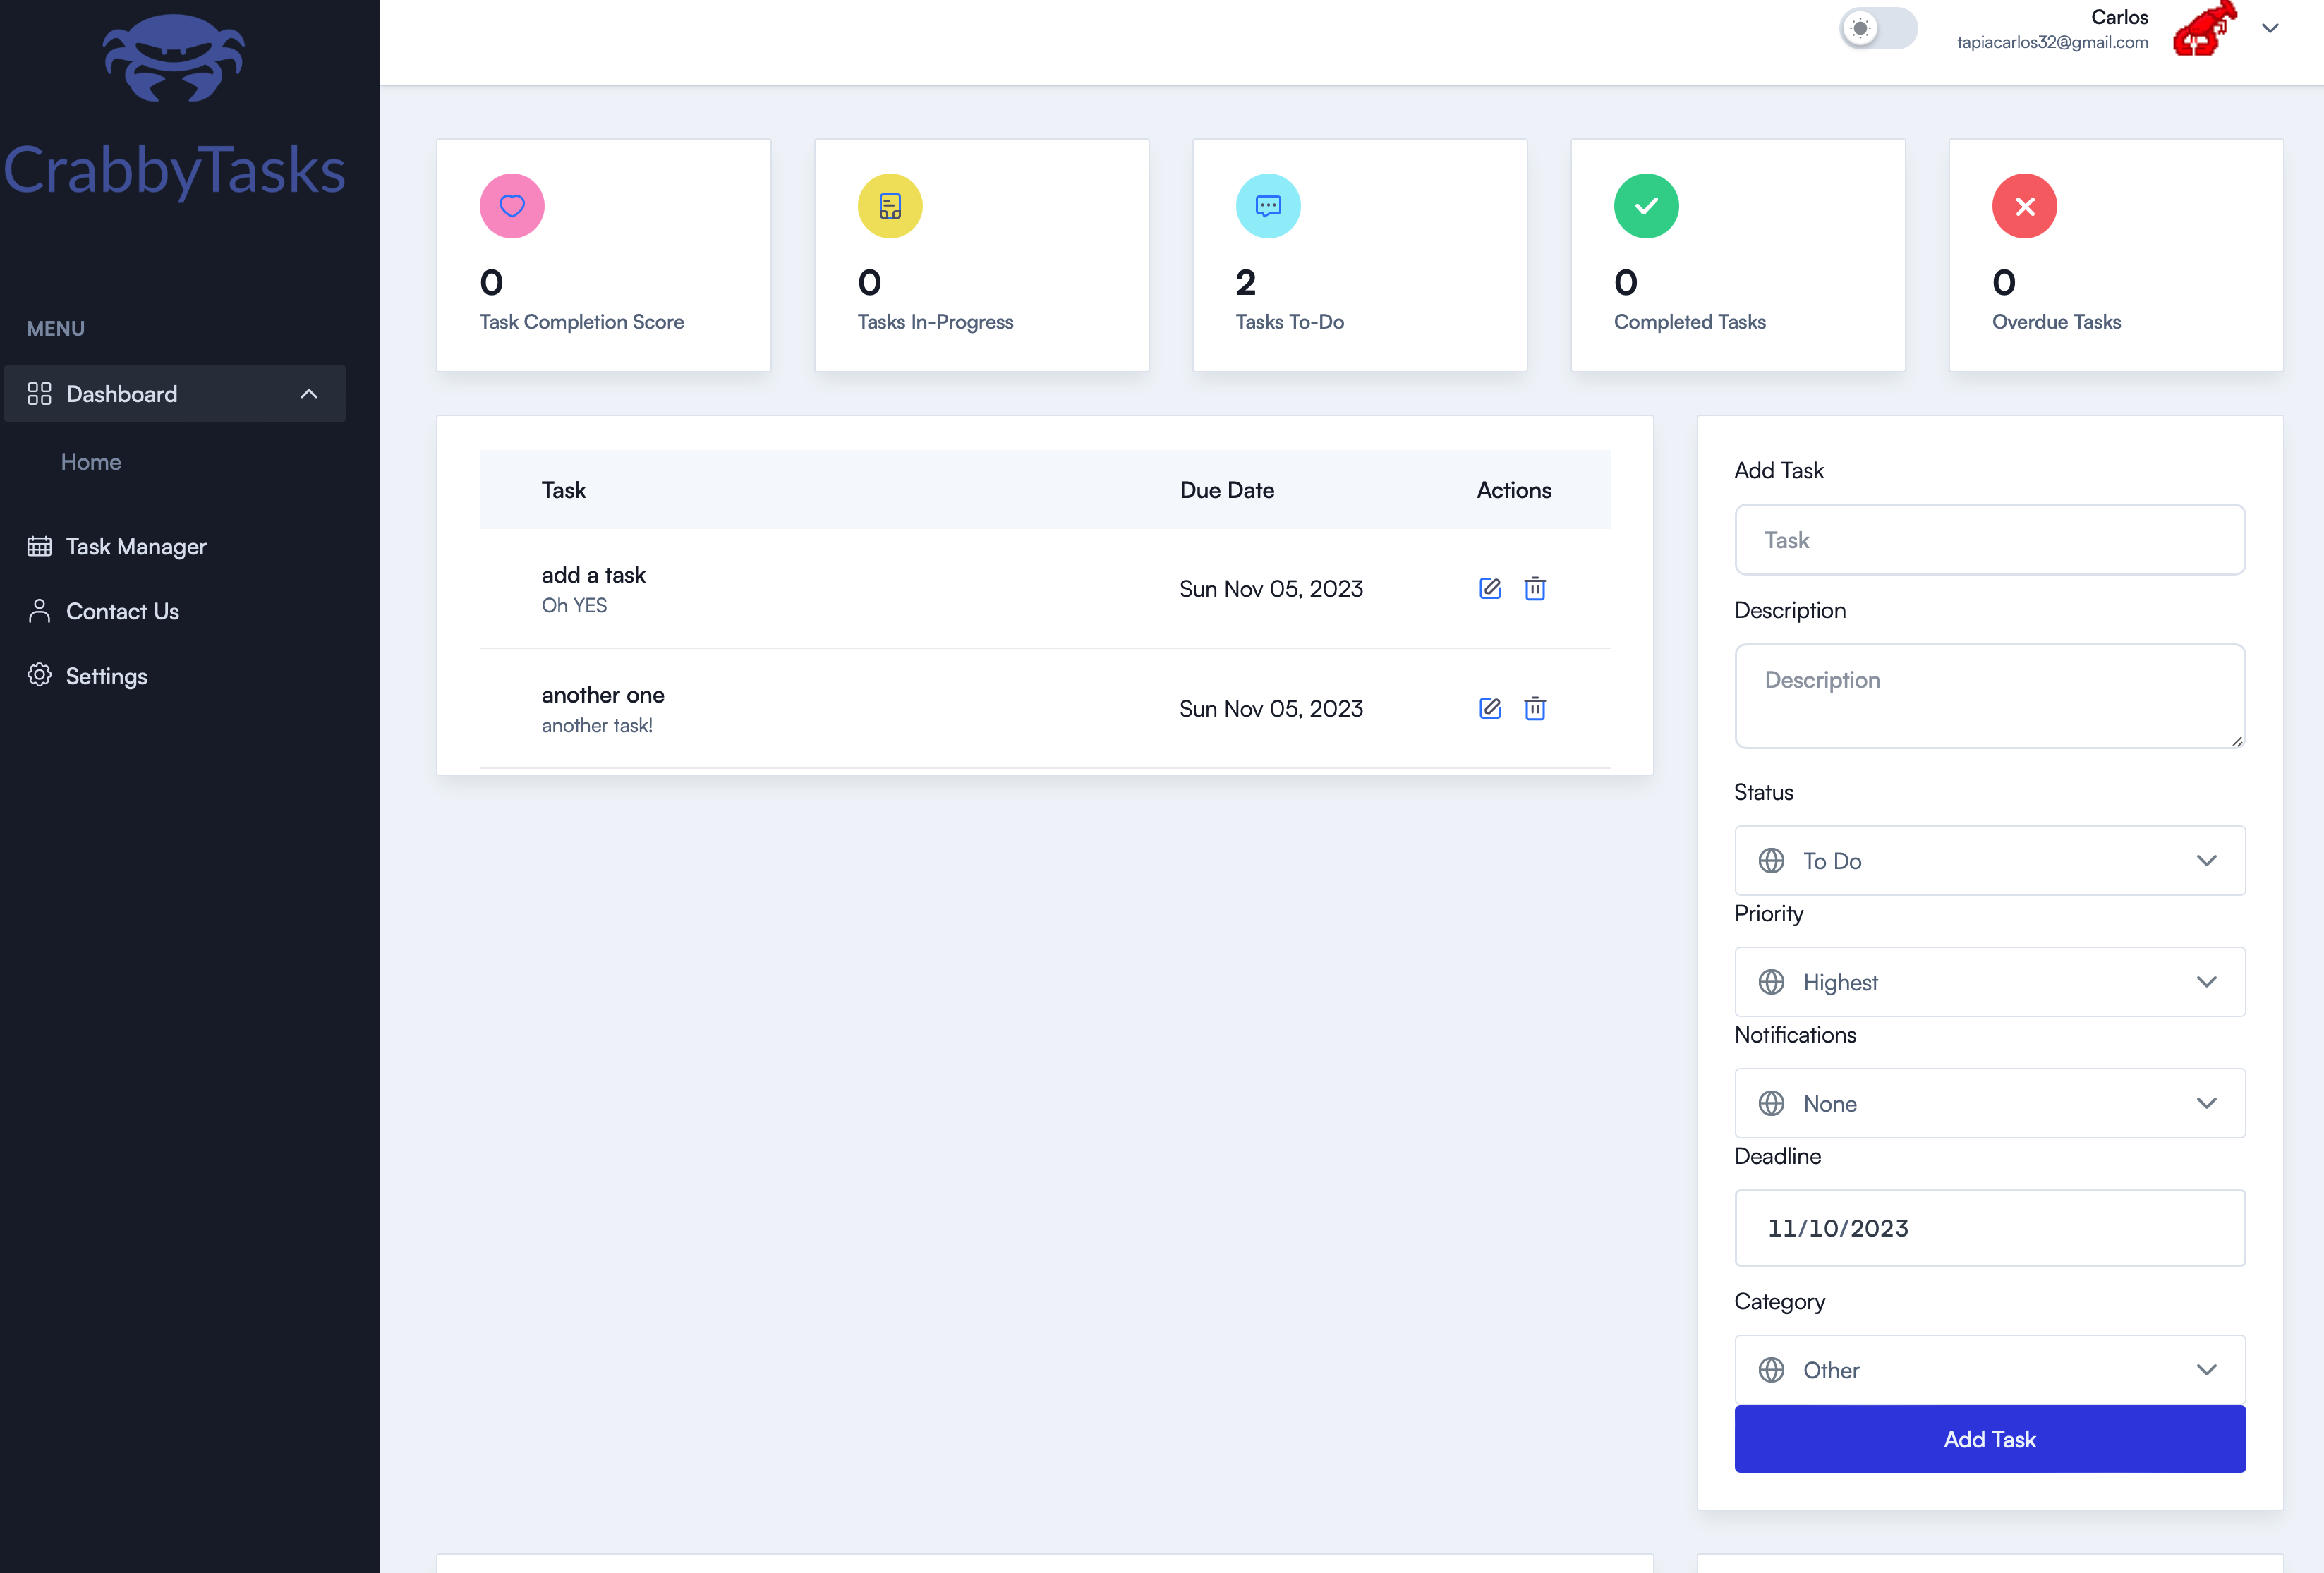 CrabbyTasks
MENU
Dashboard
Home
Task Manager
Contact Us
Settings
Carlos
tapiacarlos32@gmail.com
0
Task Completion Score
0
Tasks In-Progress
2
Tasks To-Do
0
Completed Tasks
0
Overdue Tasks
Task Due Date Actions
add a task
Oh YES
Sun Nov 05, 2023
another one
another task!
Sun Nov 05, 2023
Add Task
Task
Description
Description
Status
To Do
Priority
Highest
Notifications
None
Deadline
11/10/2023
Category
Other
Add Task